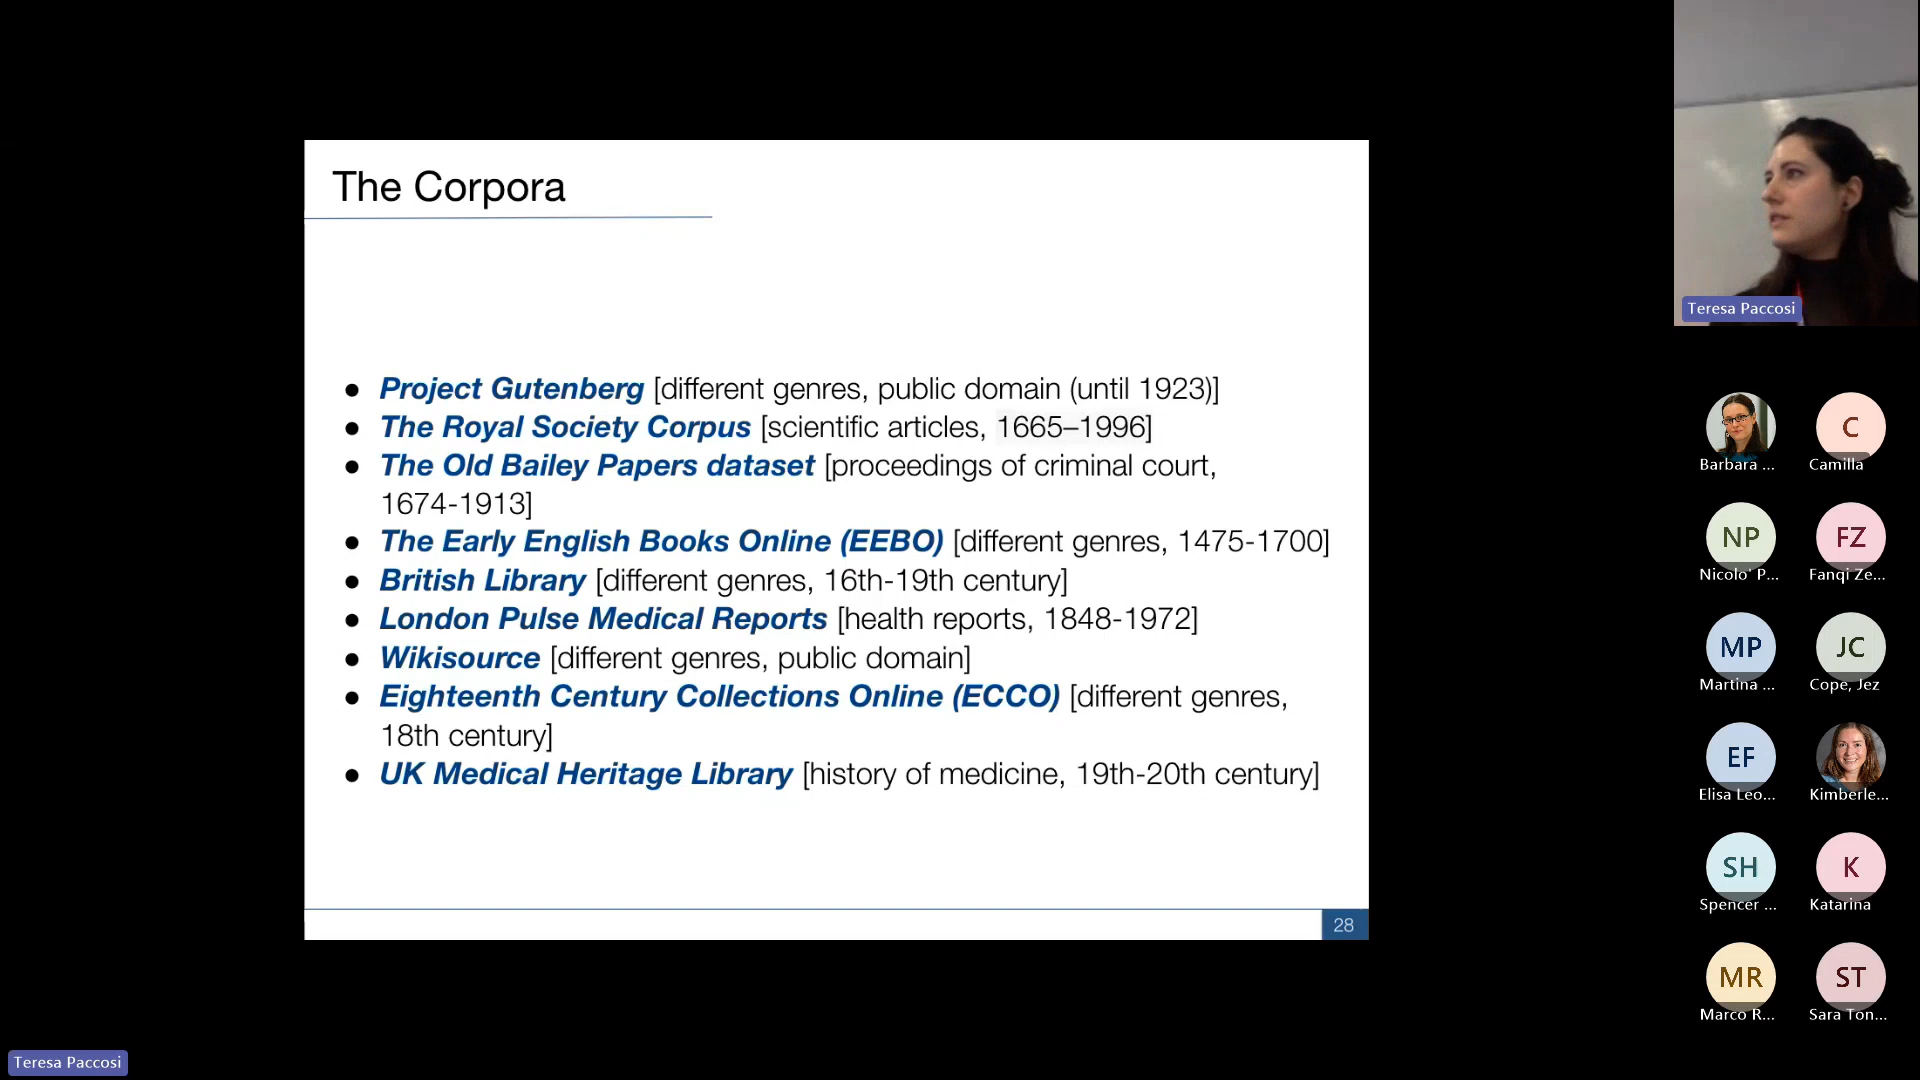 The Corpora
● Project Gutenberg [different genres, public domain (until 1923)]
● The Royal Society Corpus [scientific articles, 1665–1996]
● The Old Bailey Papers dataset [proceedings of criminal court,
1674-1913]
● The Early English Books Online (EEBO) [different genres, 1475-1700]
● British Library [different genres, 16th-19th century]
● London Pulse Medical Reports [health reports, 1848-1972]
● Wikisource [different genres, public domain]
● Eighteenth Century Collections Online (ECCO) [different genres,
18th century]
● UK Medical Heritage Library [history of medicine, 19th-20th century]
28
Teresa Paccosi
C
Barbara ...
Camilla
NP
FZ
Nicolo' P...
Fanqi Ze...
MP
JC
Martina ...
Cope, Jez
EF
Elisa Leo...
Kimberle...
SH
K
Spencer ...
Katarina
MR
ST
Marco R...
Sara Ton...
Teresa Paccosi